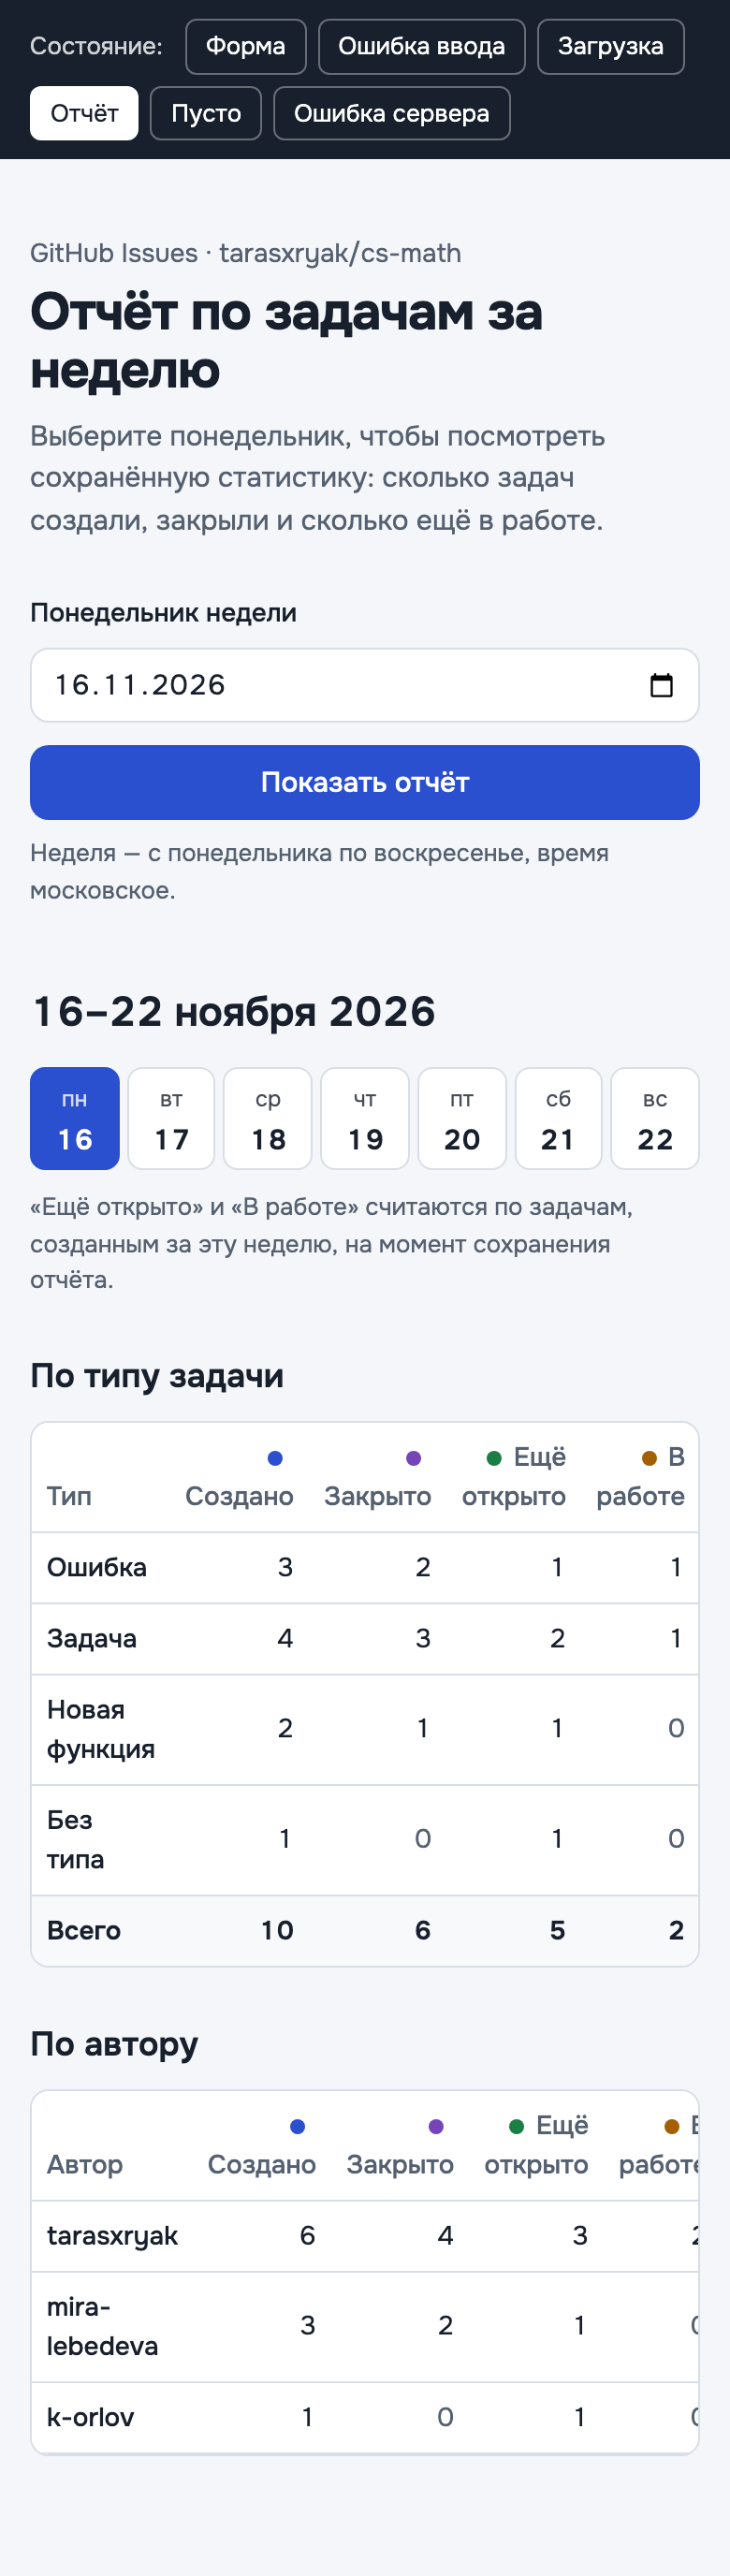 Состояние: Форма Ошибка ввода Загрузка
Отчёт Пусто Ошибка сервера
GitHub Issues · tarasxryak/cs-math
Отчёт по задачам за
неделю
Выберите понедельник, чтобы посмотреть
сохранённую статистику: сколько задач
создали, закрыли и сколько ещё в работе.
Понедельник недели
16.11.2026
Показать отчёт
Неделя — с понедельника по воскресенье, время
московское.
16–22 ноября 2026
пн вт ср чт пт сб вс
16 17 18 19 20 21 22
«Ещё открыто» и «В работе» считаются по задачам,
созданным за эту неделю, на момент сохранения
отчёта.
По типу задачи
Ещё В
Тип Создано Закрыто открыто работе
Ошибка 3 2 1 1
Задача 4 3 2 1
Новая
функция 2 1 1 0
Без
типа 1 0 1 0
Всего 10 6 5 2
По автору
Ещё В
Автор Создано Закрыто открыто работе
tarasxryak 6 4 3 2
mira-
lebedeva 3 2 1 0
k-orlov 1 0 1 0